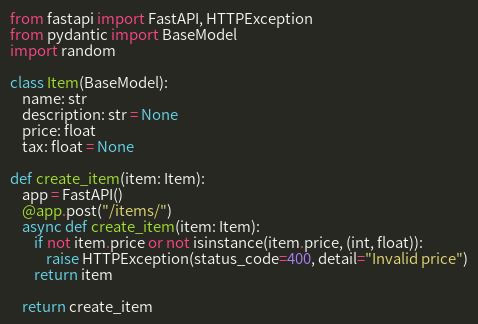 from fastapi import FastAPI, HTTPException
from pydantic import BaseModel
import random

class Item(BaseModel):
    name: str
    description: str = None
    price: float
    tax: float = None

def create_item(item: Item):
    app = FastAPI()
    @app.post("/items/")
    async def create_item(item: Item):
        if not item.price or not isinstance(item.price, (int, float)):
            raise HTTPException(status_code=400, detail="Invalid price")
        return item

    return create_item